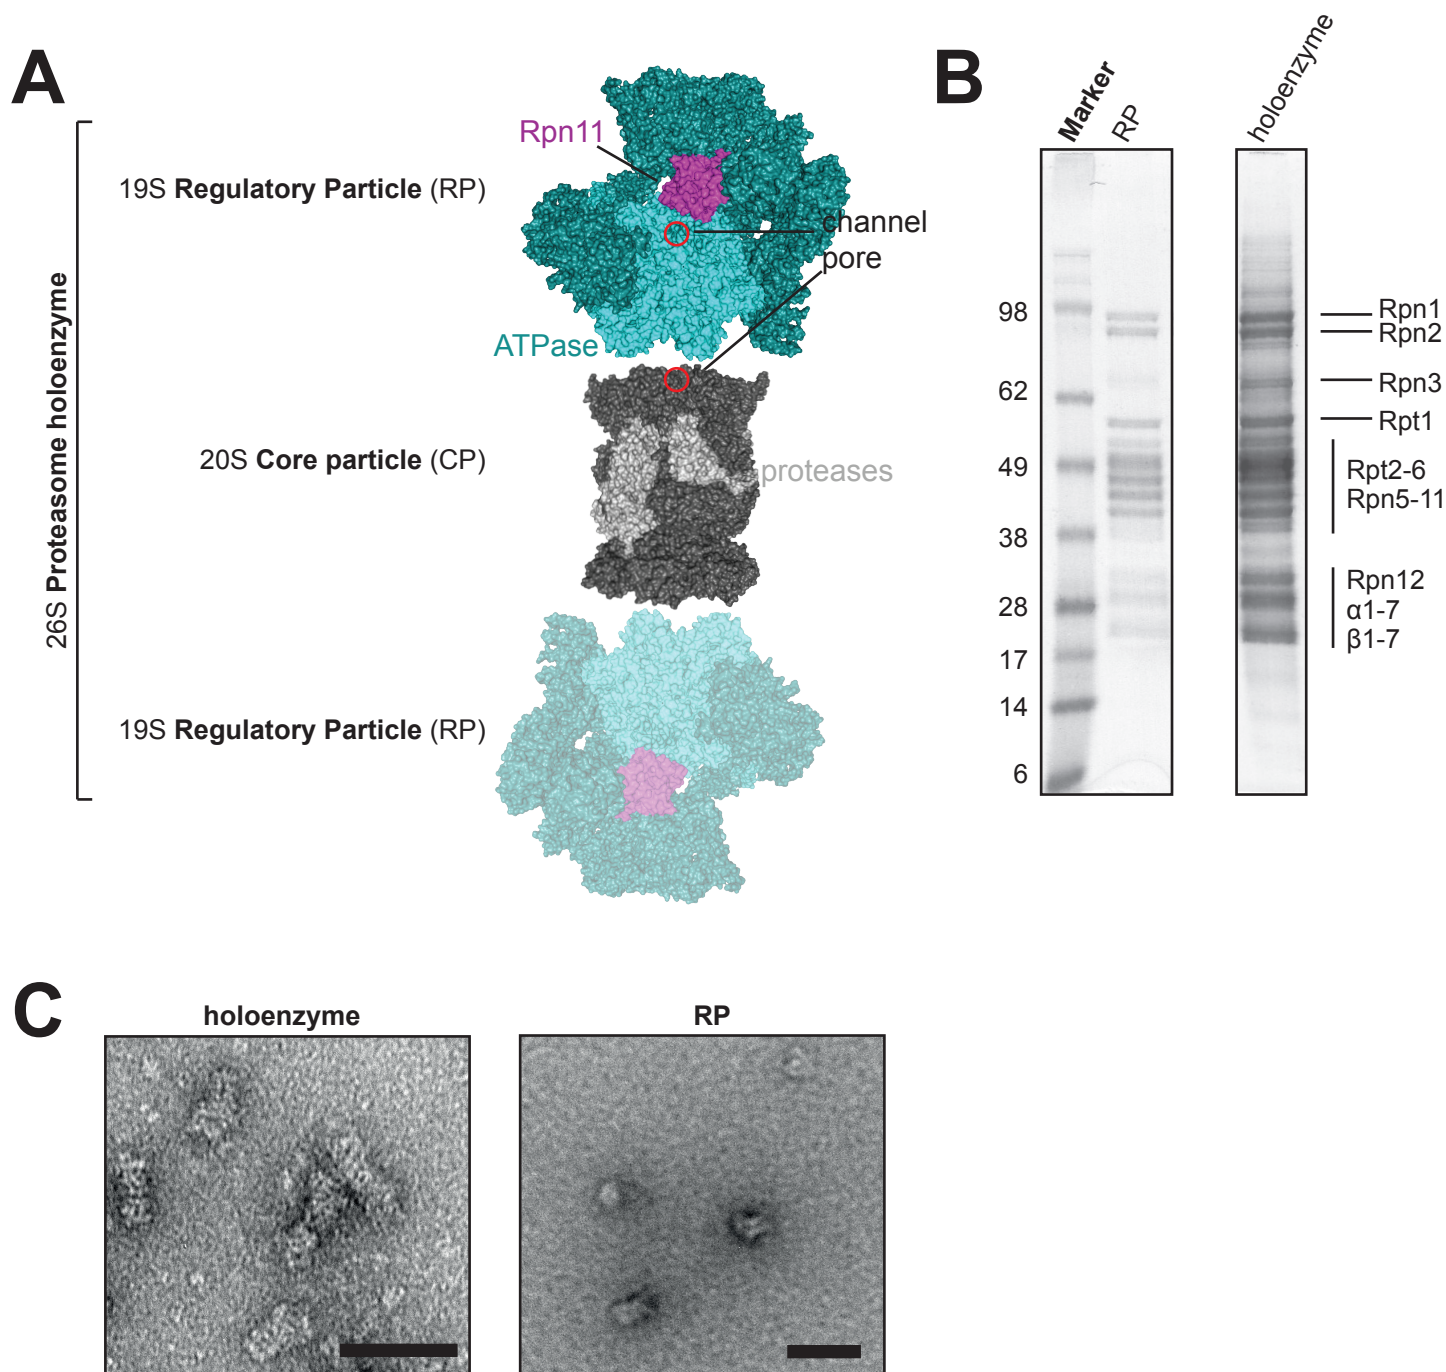 A
26S Proteasome holoenzyme
19S Regulatory Particle (RP)
Rpn11
channel
pore
ATPase
20S Core particle (CP)
proteases
19S Regulatory Particle (RP)
B
Marker
RP
holoenzyme
98
62
49
38
28
17
14
6
Rpn1
Rpn2
Rpn3
Rpt1
Rpt2-6
Rpn5-11
Rpn12
α1-7
β1-7
C
holoenzyme
RP